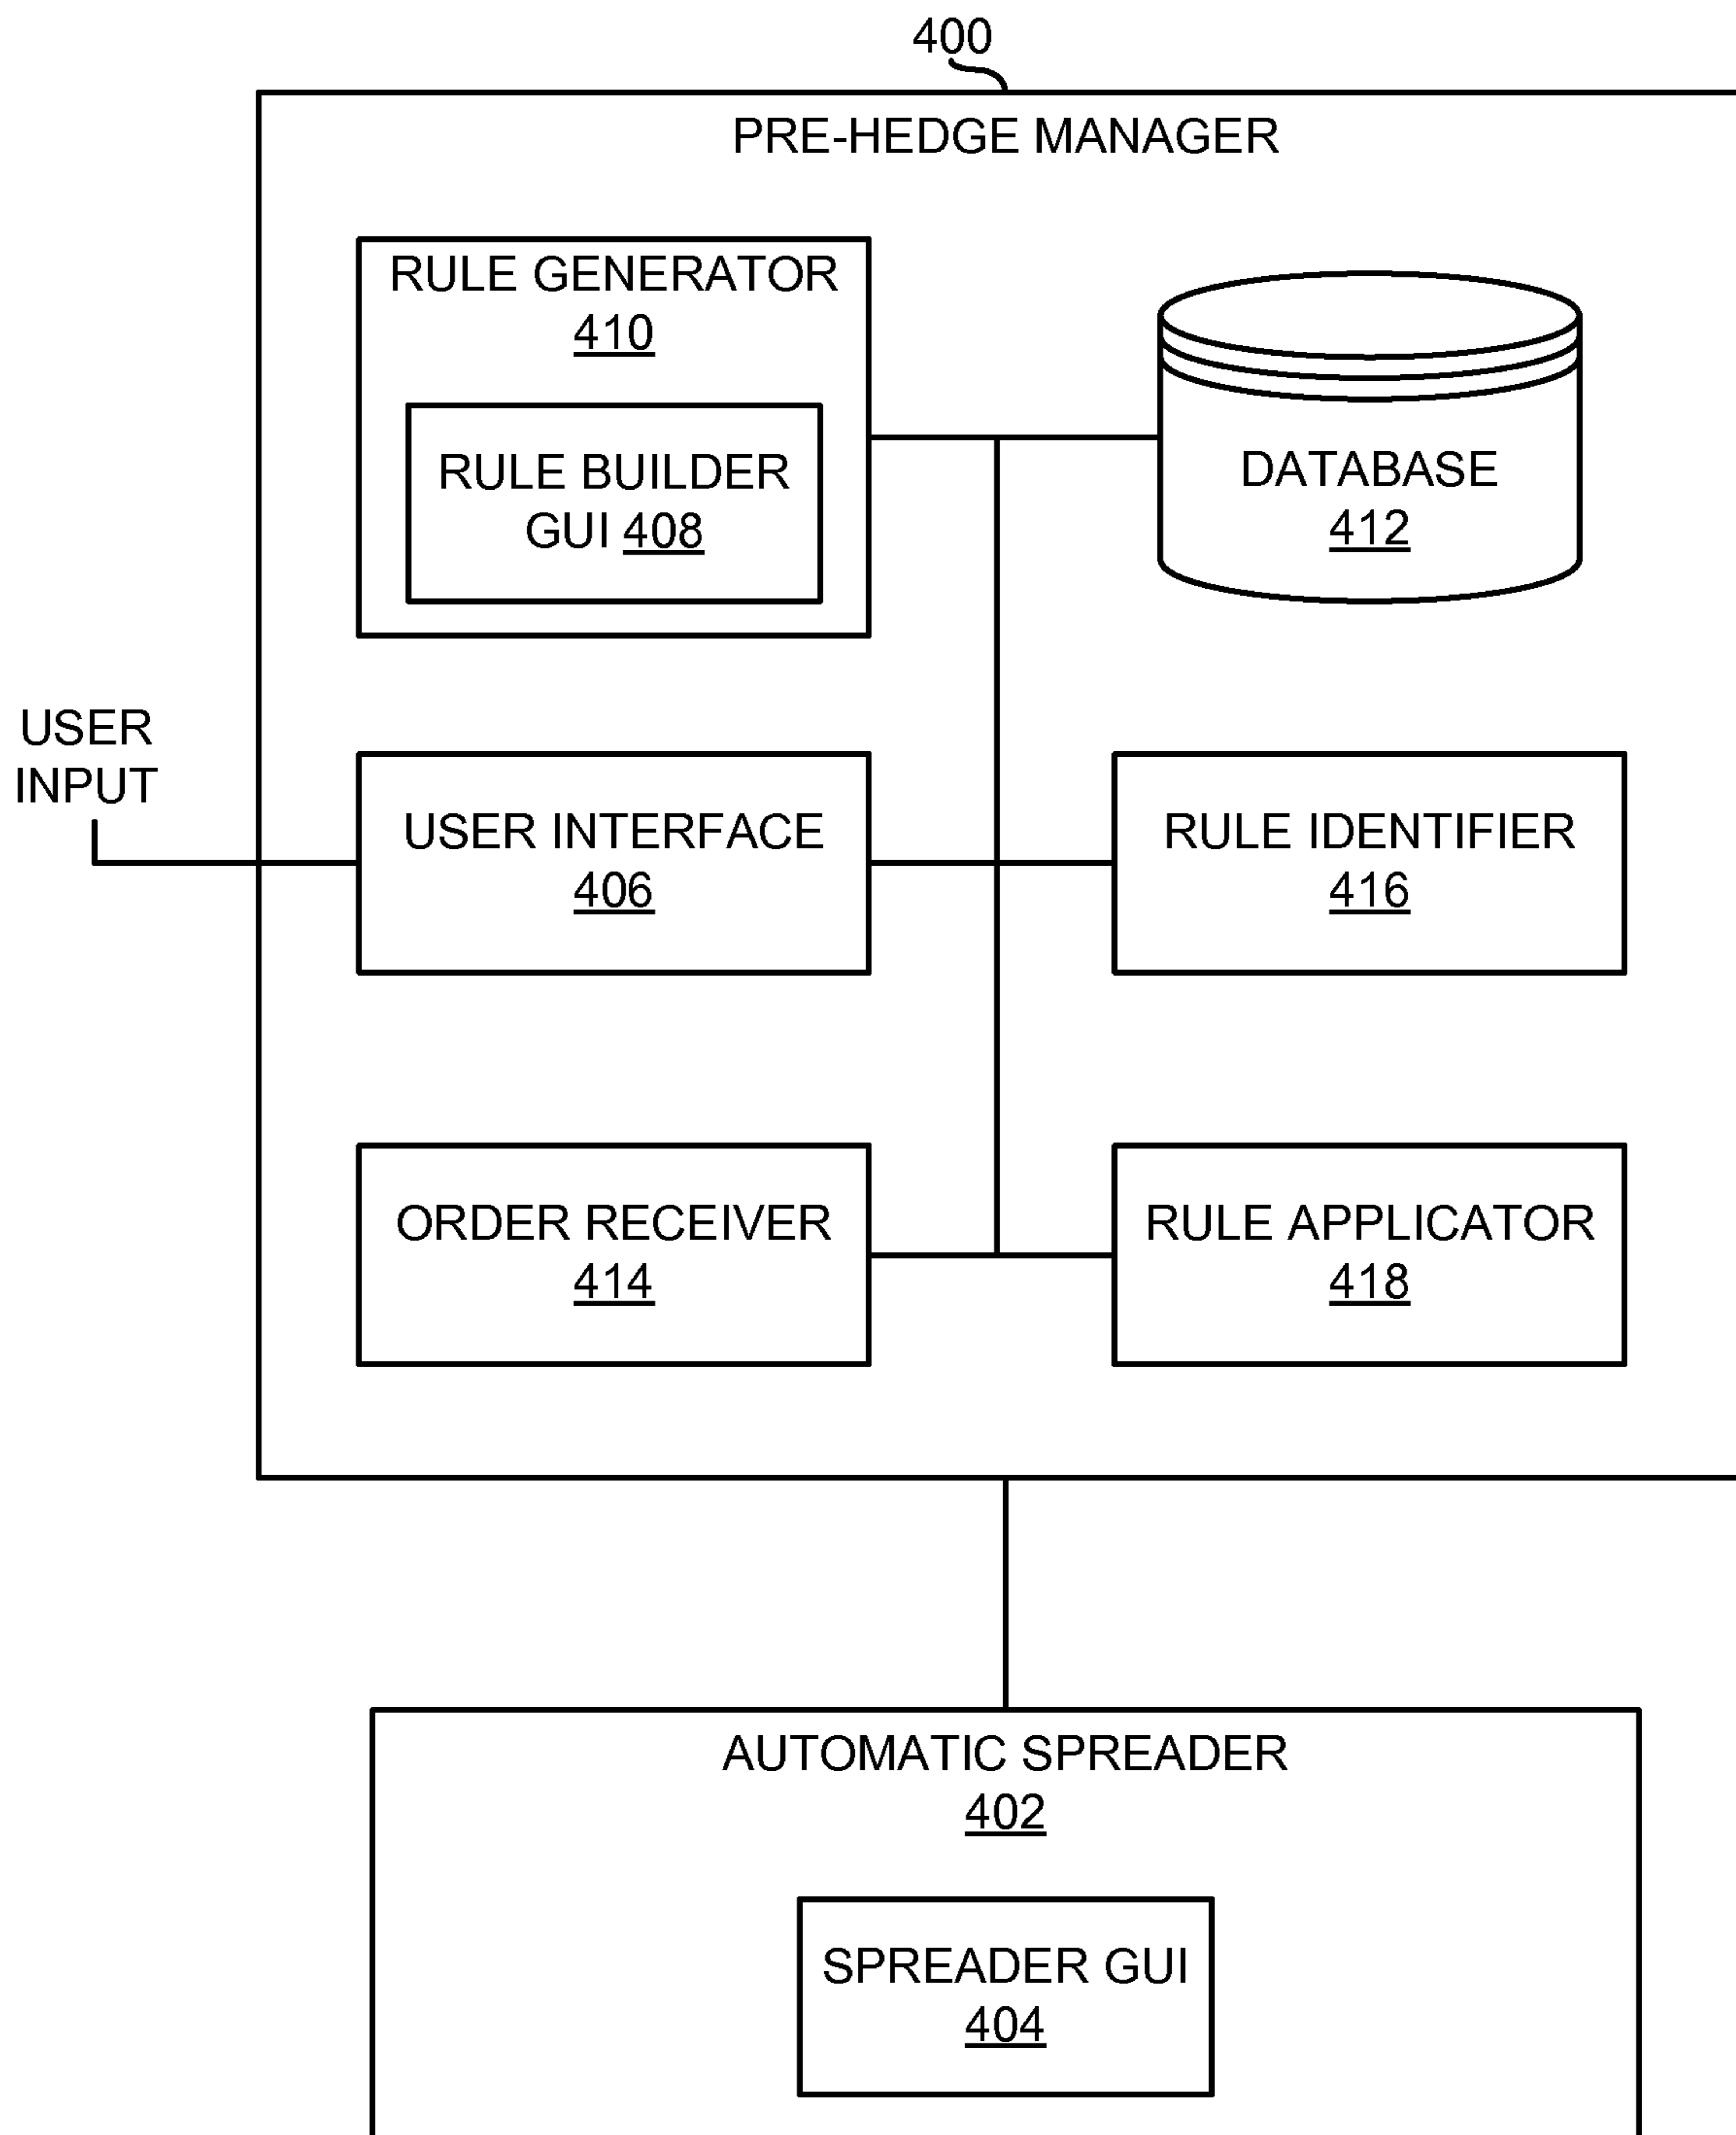 400
PRE-HEDGE MANAGER
RULE GENERATOR
410
RULE BUILDER
GUI 408
DATABASE
412
USER
INPUT
USER INTERFACE
406
RULE IDENTIFIER
416
ORDER RECEIVER
414
RULE APPLICATOR
418
AUTOMATIC SPREADER
402
SPREADER GUI
404